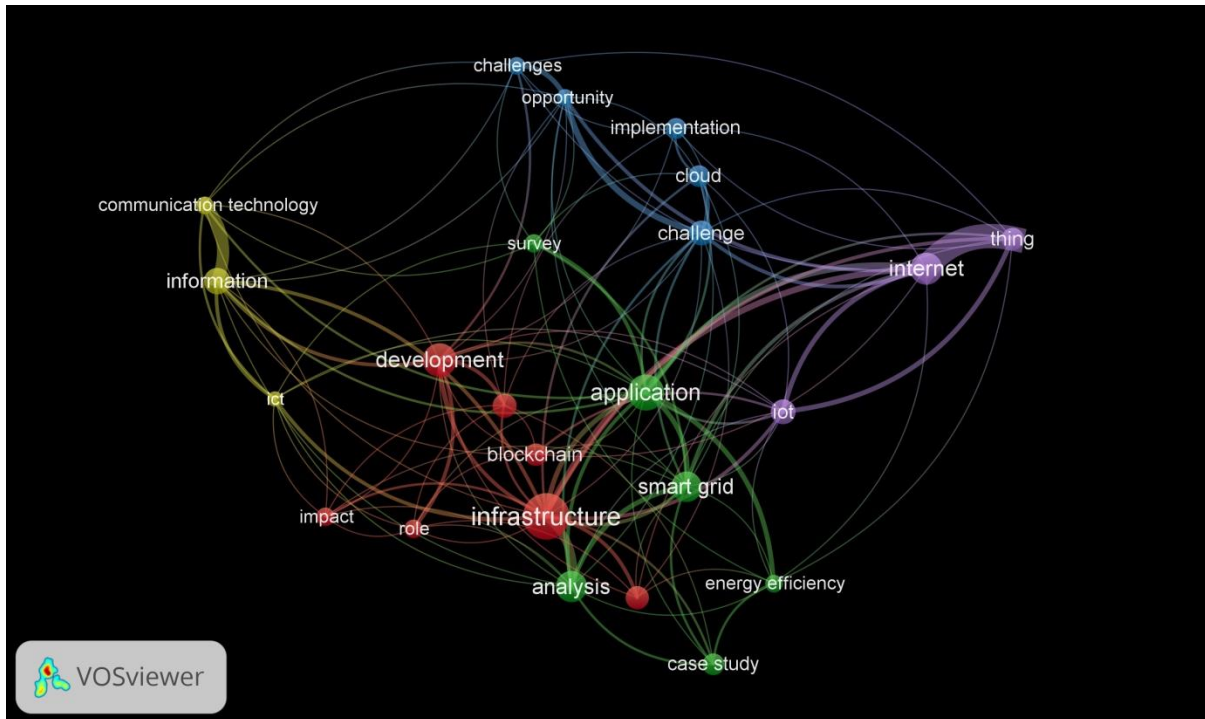 challenges
opportunity
implementation
cloud
communication technology
survey
challenge
thing
information
internet
development
application
ict
iot
blockchain
smart grid
impact
role
infrastructure
analysis
energy efficiency
case study
VOSviewer